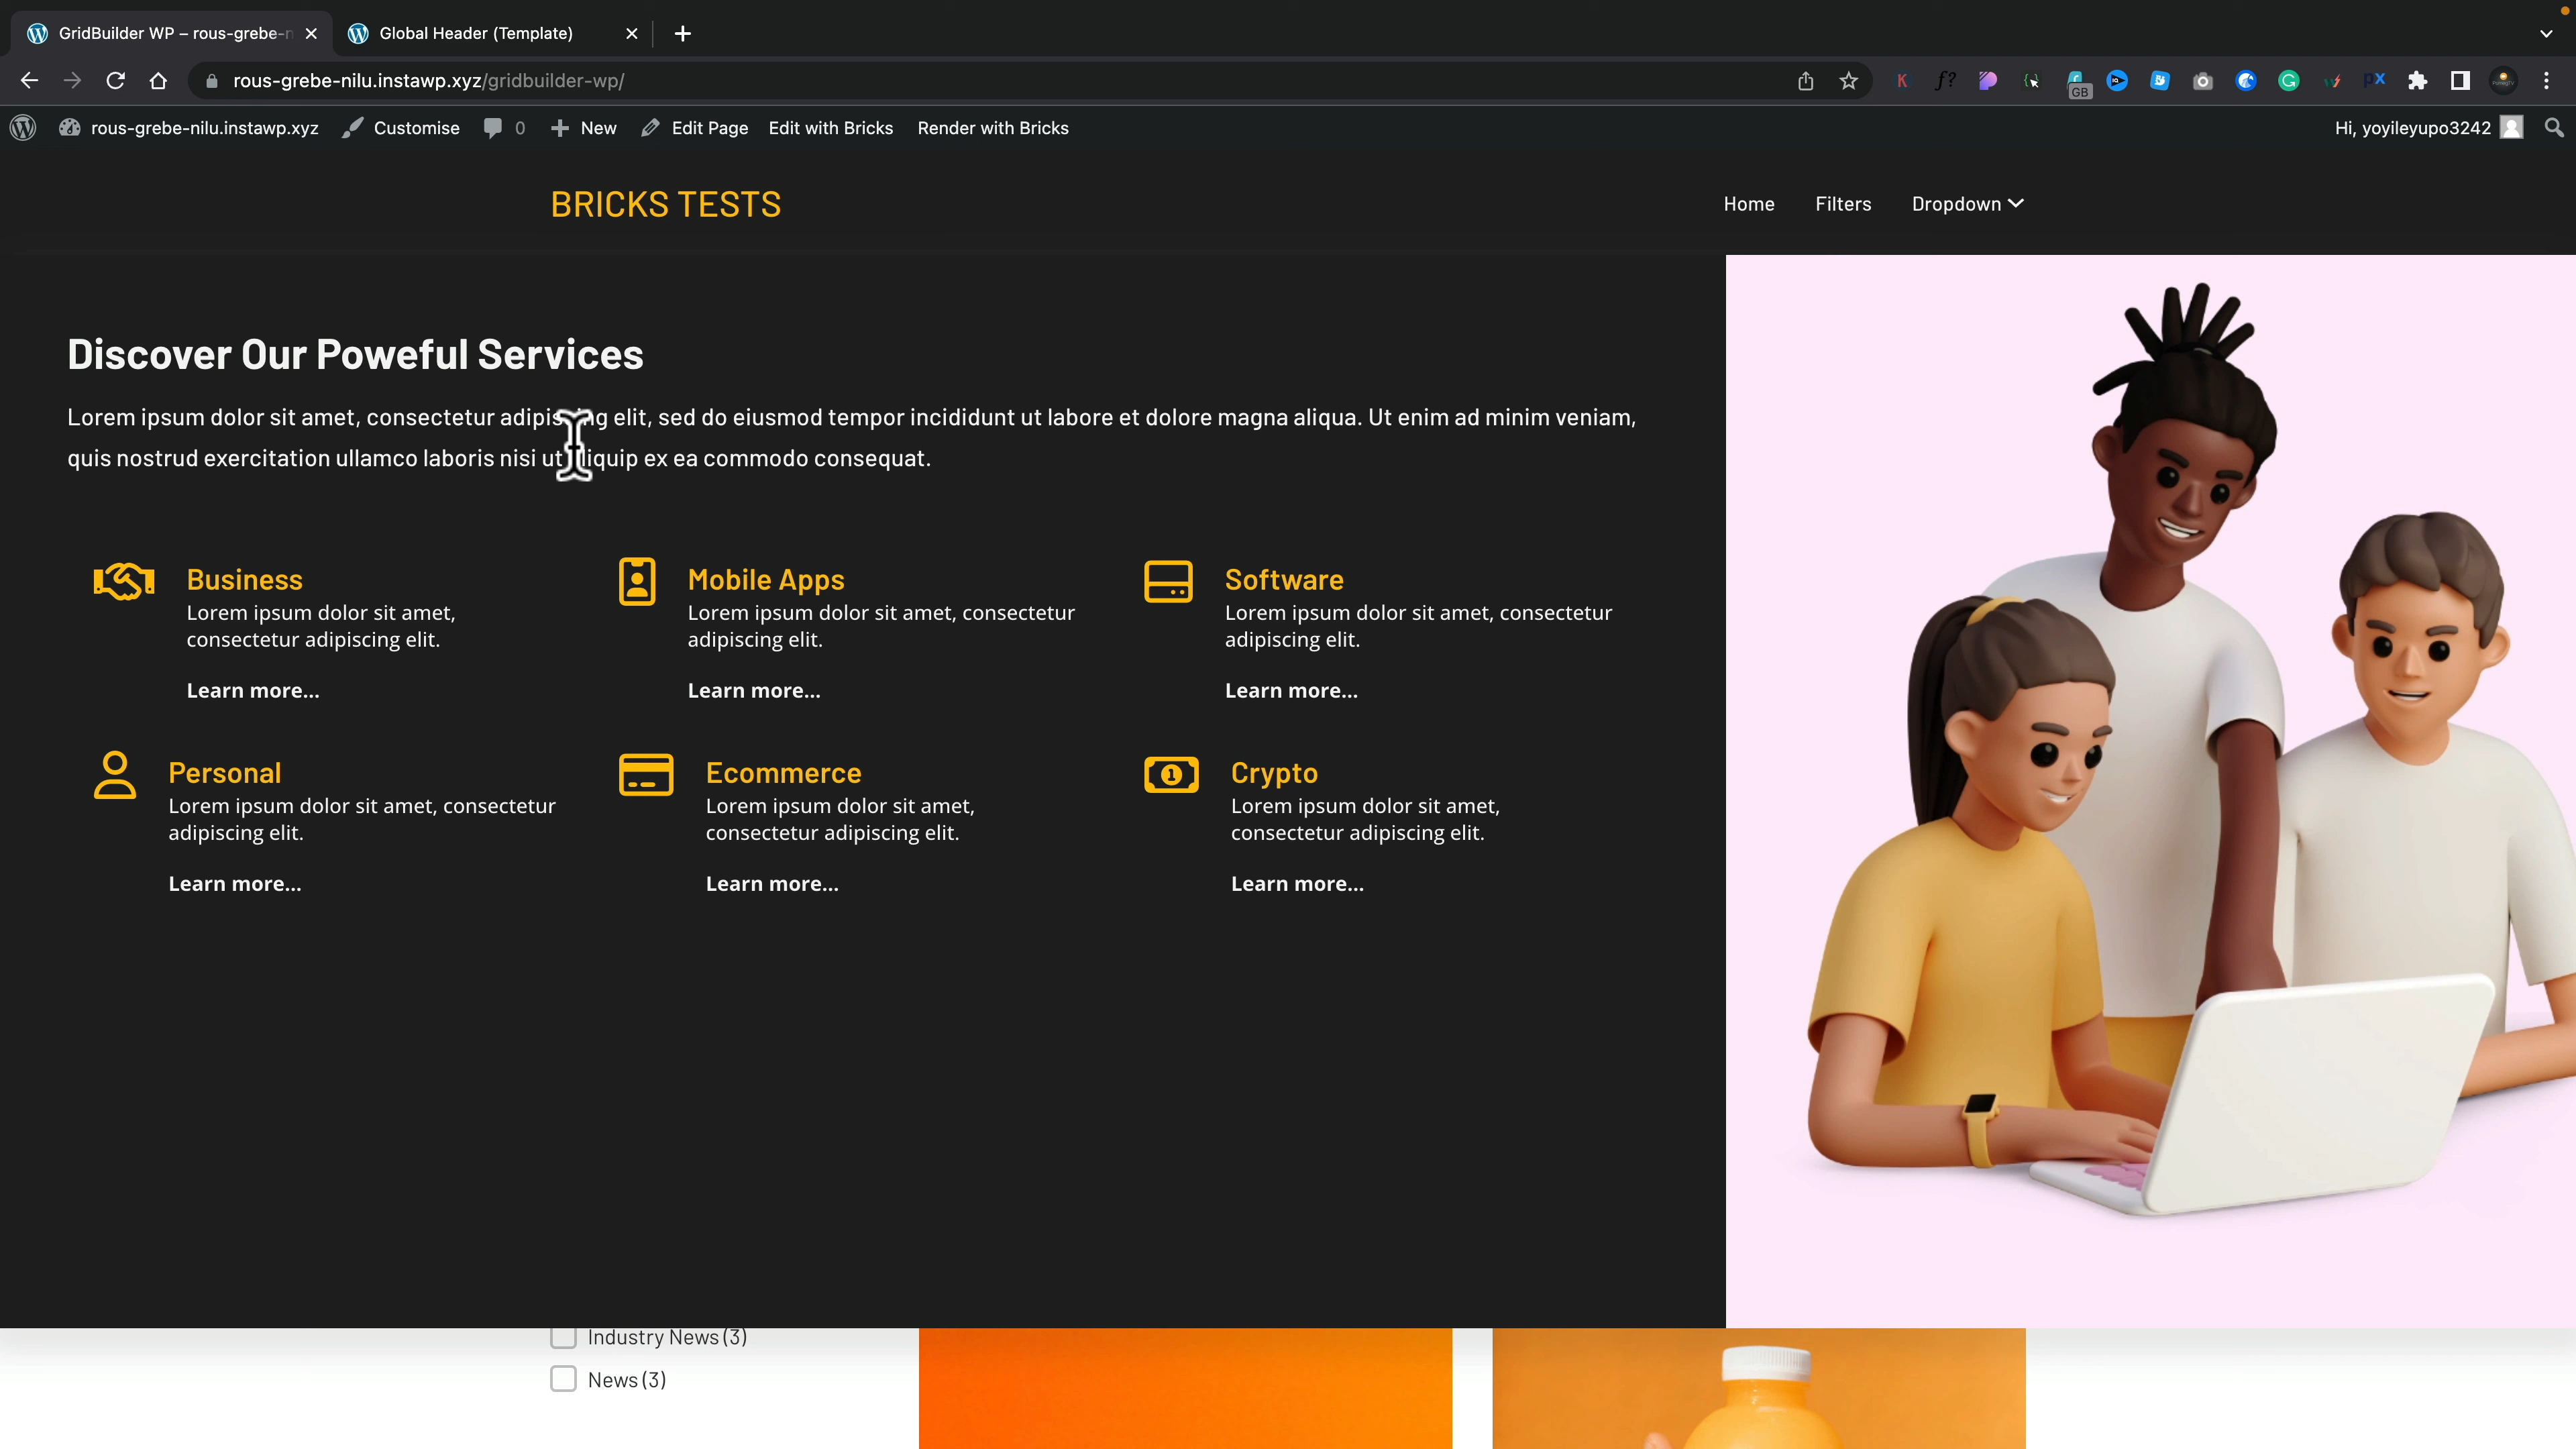 GridBuilder WP – rous-grebe-n
Global Header (Template)
rous-grebe-nilu.instawp.xyz/gridbuilder-wp/
GB
rous-grebe-nilu.instawp.xyz Customise 0 New Edit Page Edit with Bricks Render with Bricks Hi, yoyileyupo3242
BRICKS TESTS
Home Filters Dropdown
Discover Our Poweful Services
Lorem ipsum dolor sit amet, consectetur adipiscing elit, sed do eiusmod tempor incididunt ut labore et dolore magna aliqua. Ut enim ad minim veniam,
quis nostrud exercitation ullamco laboris nisi ut aliquip ex ea commodo consequat.
Business
Lorem ipsum dolor sit amet,
consectetur adipiscing elit.
Learn more...
Mobile Apps
Lorem ipsum dolor sit amet, consectetur
adipiscing elit.
Learn more...
Software
Lorem ipsum dolor sit amet, consectetur
adipiscing elit.
Learn more...
Personal
Lorem ipsum dolor sit amet, consectetur
adipiscing elit.
Learn more...
Ecommerce
Lorem ipsum dolor sit amet,
consectetur adipiscing elit.
Learn more...
Crypto
Lorem ipsum dolor sit amet,
consectetur adipiscing elit.
Learn more...
Industry News (3)
News (3)